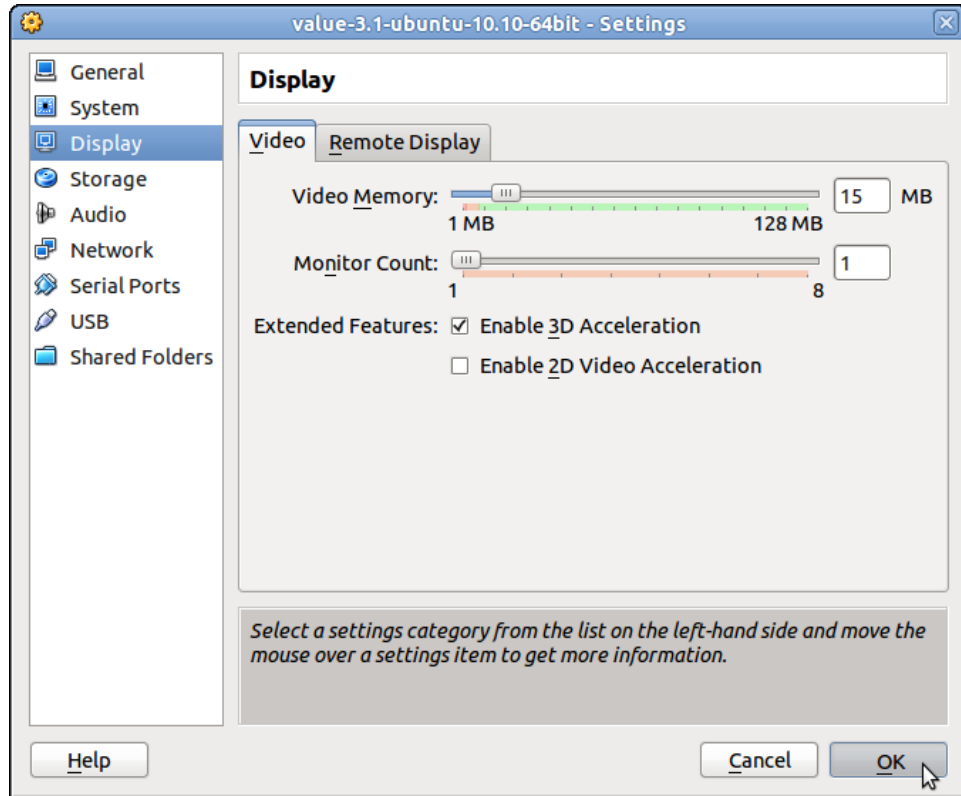 value-3.1-ubuntu-10.10-64bit - Settings
General
System
Display
Storage
Audio
Network
Serial Ports
USB
Shared Folders
Display
Video
Remote Display
Video Memory: 15 MB
1 MB 128 MB
Monitor Count: 1
1 8
Extended Features: Enable 3D Acceleration
Enable 2D Video Acceleration
Select a settings category from the list on the left-hand side and move the
mouse over a settings item to get more information.
Help Cancel OK